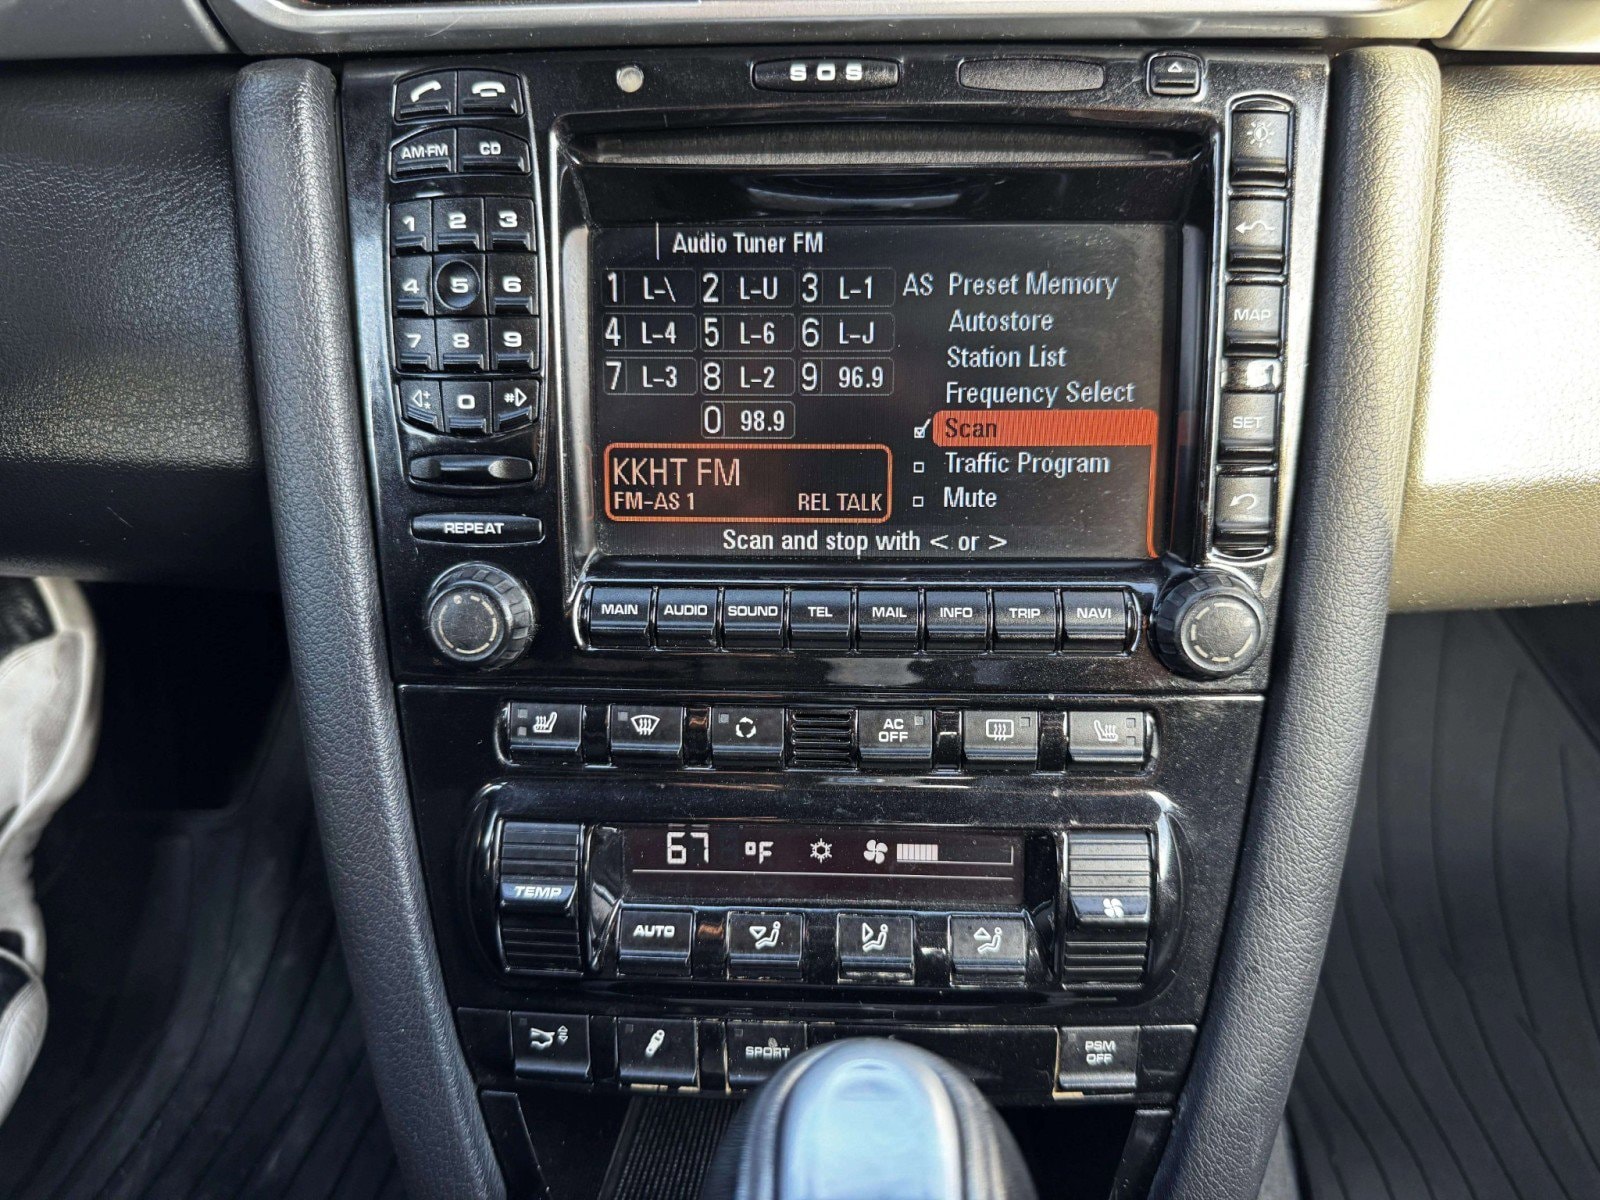 SOS
AM·FM CD
1 2 3
4 5 6
7 8 9
* 0 #
REPEAT
Audio Tuner FM
1 L-\ 2 L-U 3 L-1
4 L-4 5 L-6 6 L-J
7 L-3 8 L-2 9 96.9
0 98.9
KKHT FM
FM-AS 1 REL TALK
AS Preset Memory
Autostore
Station List
Frequency Select
Scan
Traffic Program
Mute
Scan and stop with < or >
MAP
SET
MAIN AUDIO SOUND TEL MAIL INFO TRIP NAVI
AC
OFF
67 °F
TEMP
AUTO
SPORT
PSM
OFF